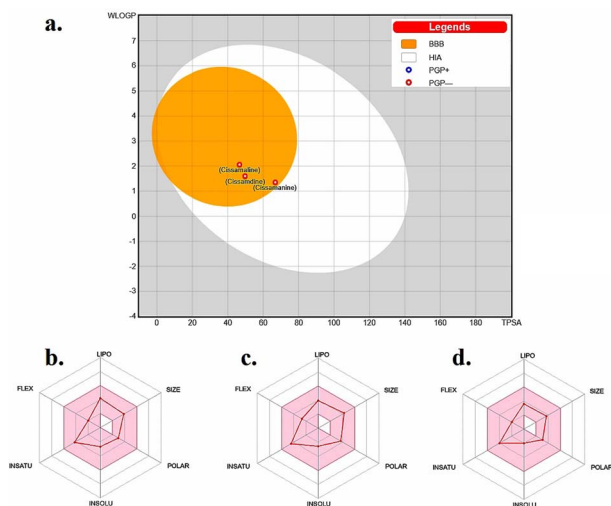 a.
WLOGP
7
6
5
4
3
2
1
0
-1
-2
-3
-4
0
20
40
60
80
100
120
140
160
180
TPSA
Legends
BBB
HIA
PGP+
PGP—
(Cissamaline)
(Cissamdine)
(Cissamanine)
b.
LIPO
SIZE
POLAR
INSOLU
INSATU
FLEX
c.
LIPO
SIZE
POLAR
INSOLU
INSATU
FLEX
d.
LIPO
SIZE
POLAR
INSOLU
INSATU
FLEX